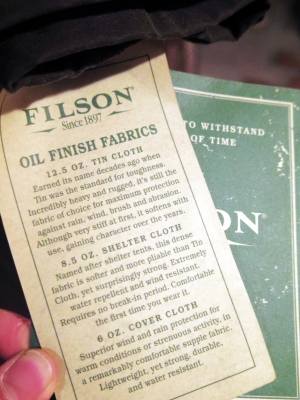 FILSON®
Since 1897
OIL FINISH FABRICS
12.5 OZ. TIN CLOTH
Earned its name decades ago when
Tin was the standard for toughness.
Incredibly heavy and rugged, it's still the
fabric of choice for maximum protection
against rain, wind, brush and abrasion.
Although very stiff at first, it softens with
use, gaining character over the years.
8.5 OZ. SHELTER CLOTH
Named after shelter tents, this dense
fabric is softer and more pliable than Tin
Cloth, yet surprisingly strong. Extremely
water repellent and wind resistant.
Requires no break-in period. Comfortable
the first time you wear it.
6 OZ. COVER CLOTH
Superior wind and rain protection for
warm conditions or strenuous activity, in
a remarkably comfortable supple fabric.
Lightweight, yet strong, durable,
and water resistant.
TO WITHSTAND
OF TIME
SON®